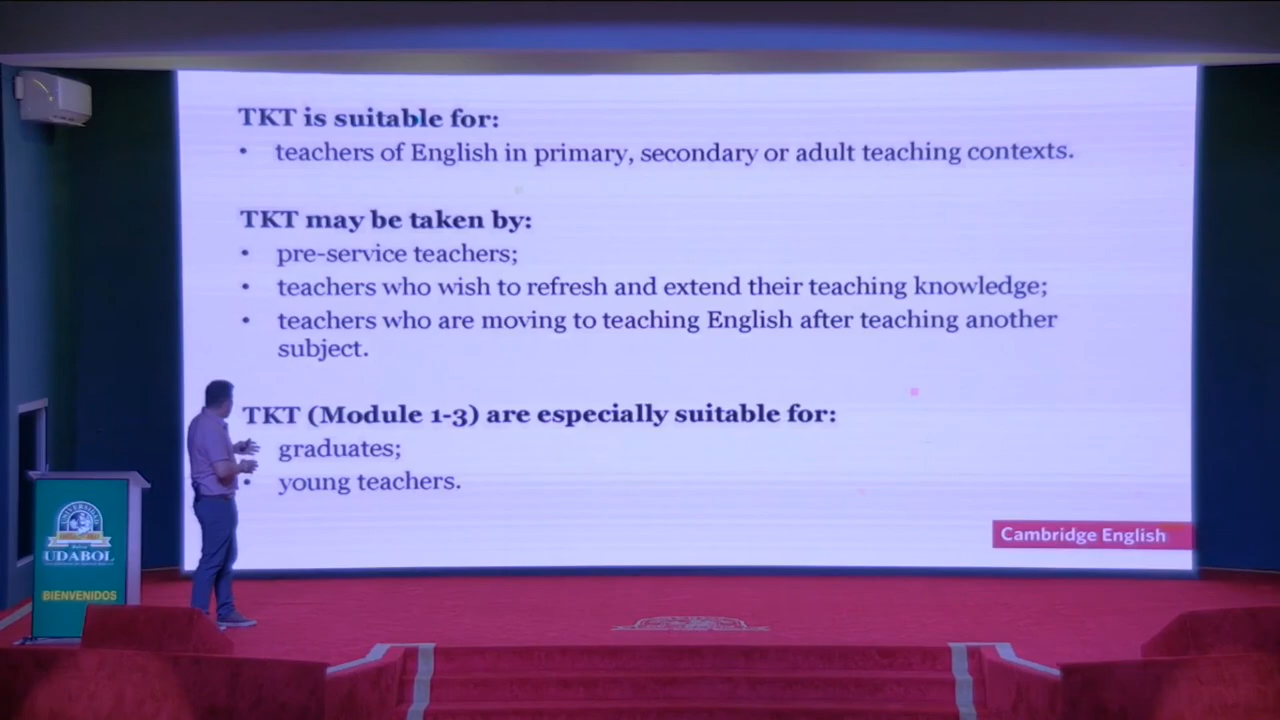 TKT is suitable for:
• teachers of English in primary, secondary or adult teaching contexts.
TKT may be taken by:
• pre-service teachers;
• teachers who wish to refresh and extend their teaching knowledge;
• teachers who are moving to teaching English after teaching another
subject.
TKT (Module 1-3) are especially suitable for:
graduates;
• young teachers.
Cambridge English
UNIVERSIDAD
UDABOL
BIENVENIDOS